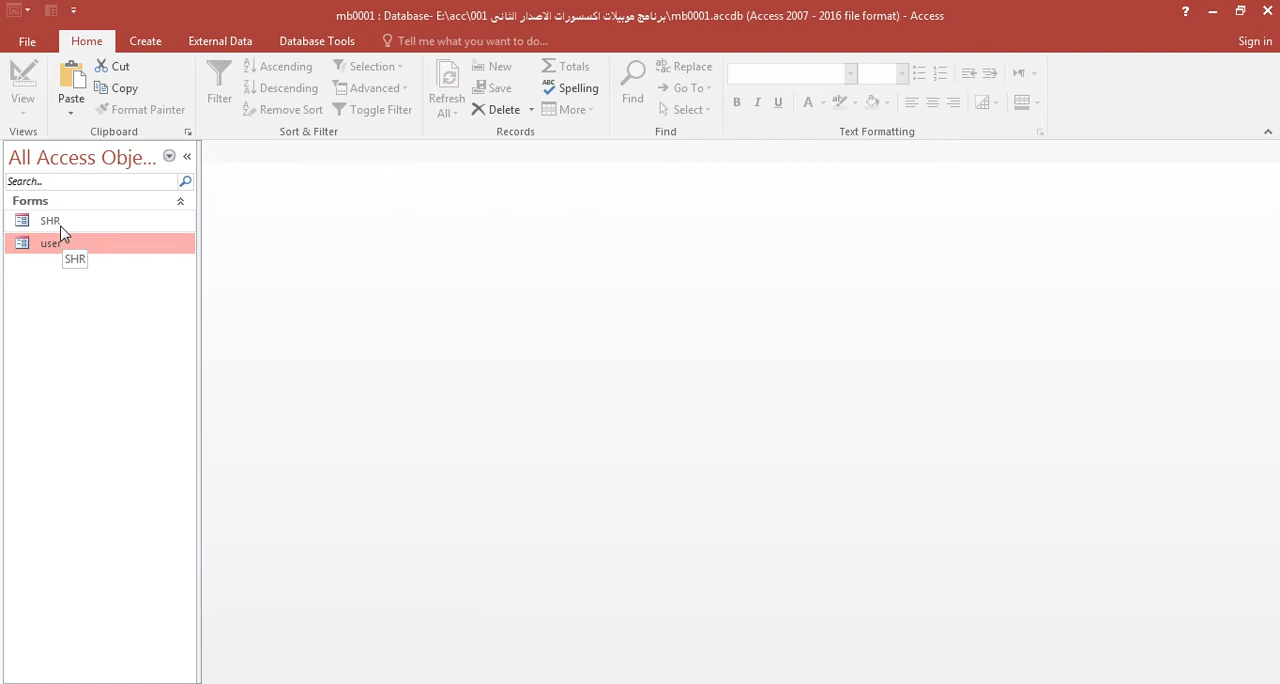 mb0001 : Database- E:\acc\001 برنامج موبيلات اكسسورات الاصدار الثانى\mb0001.accdb (Access 2007 - 2016 file format) - Access
File Home Create External Data Database Tools Tell me what you want to do... Sign in
View
Views
Paste
Cut
Copy
Format Painter
Clipboard
Filter
Ascending
Descending
Remove Sort
Selection
Advanced
Toggle Filter
Sort & Filter
Refresh All
New
Save
Delete
Totals
Spelling
More
Records
Find
Replace
Go To
Select
Find
B I U A
Text Formatting
All Access Obje...
Search...
Forms
SHR
user
SHR